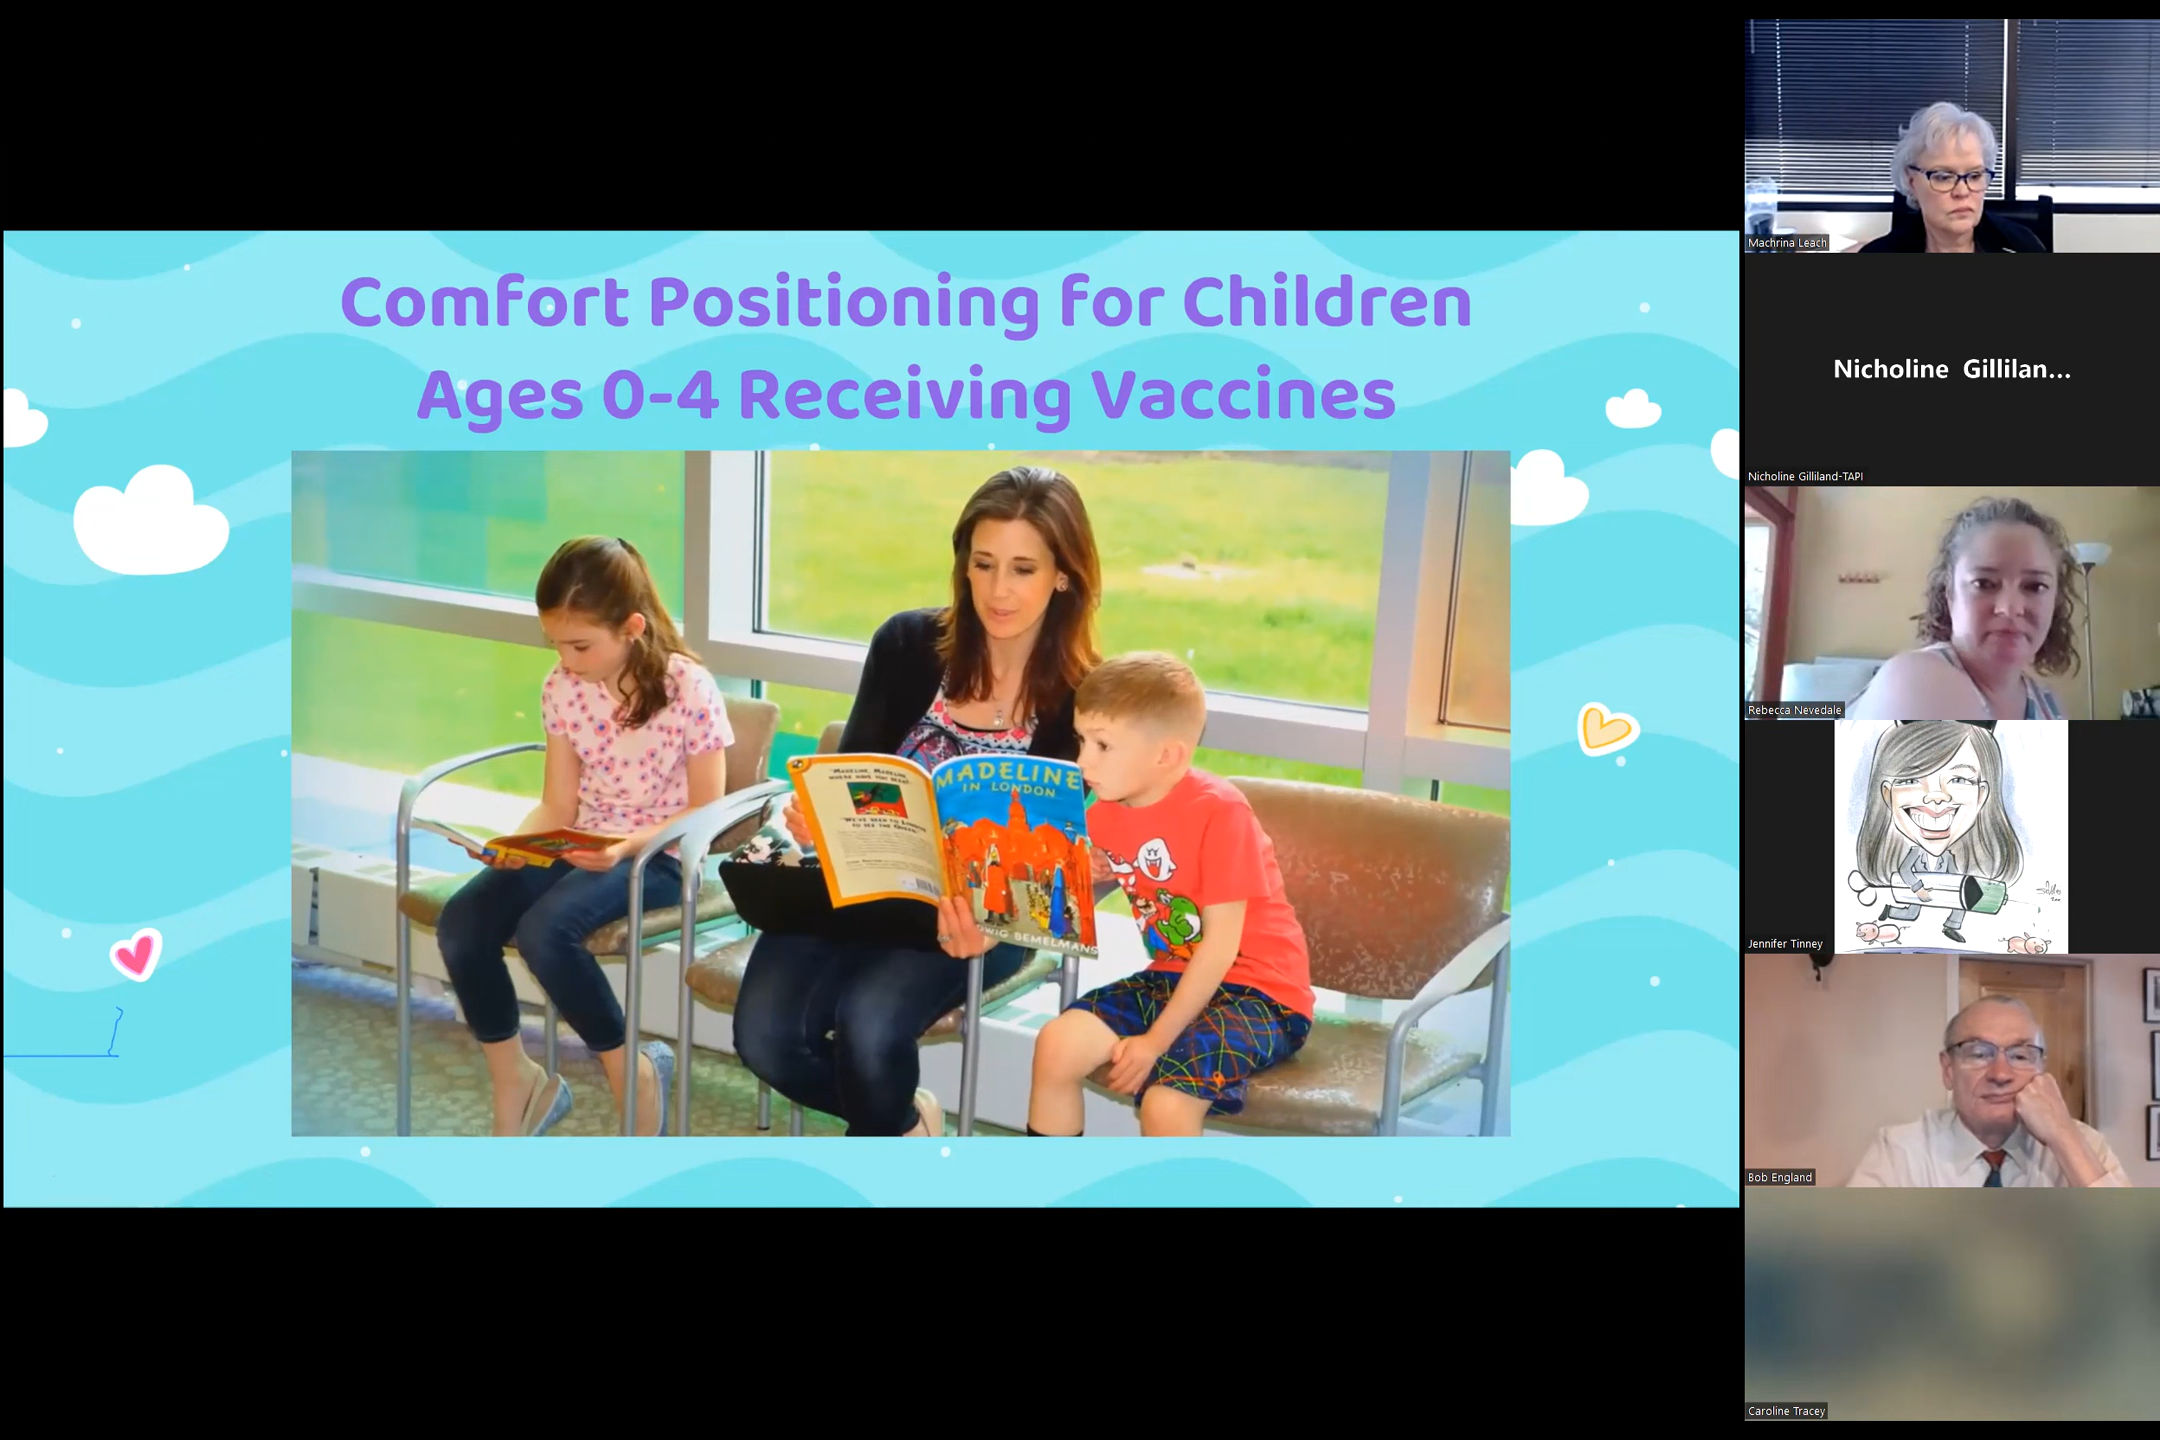 Comfort Positioning for Children
Ages 0-4 Receiving Vaccines
MADELINE
IN LONDON
BEMELMANS
Machrina Leach
Nicholine Gillilan...
Nicholine Gilliland-TAPI
Rebecca Nevedale
Jennifer Tinney
Bob England
Caroline Tracey